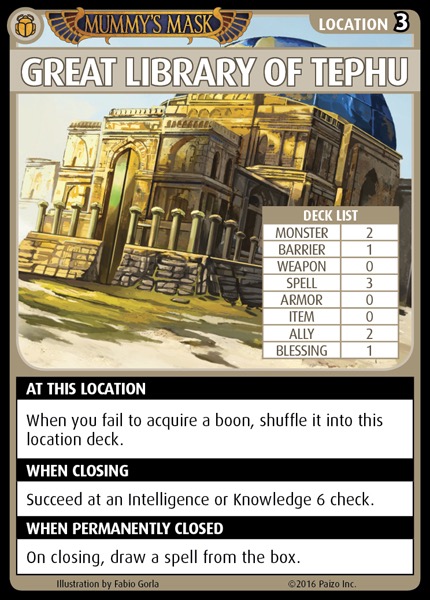 MUMMY'S MASK
LOCATION 3
GREAT LIBRARY OF TEPHU
DECK LIST
MONSTER 2
BARRIER 1
WEAPON 0
SPELL 3
ARMOR 0
ITEM 0
ALLY 2
BLESSING 1
AT THIS LOCATION
When you fail to acquire a boon, shuffle it into this
location deck.
WHEN CLOSING
Succeed at an Intelligence or Knowledge 6 check.
WHEN PERMANENTLY CLOSED
On closing, draw a spell from the box.
Illustration by Fabio Gorla
©2016 Paizo Inc.